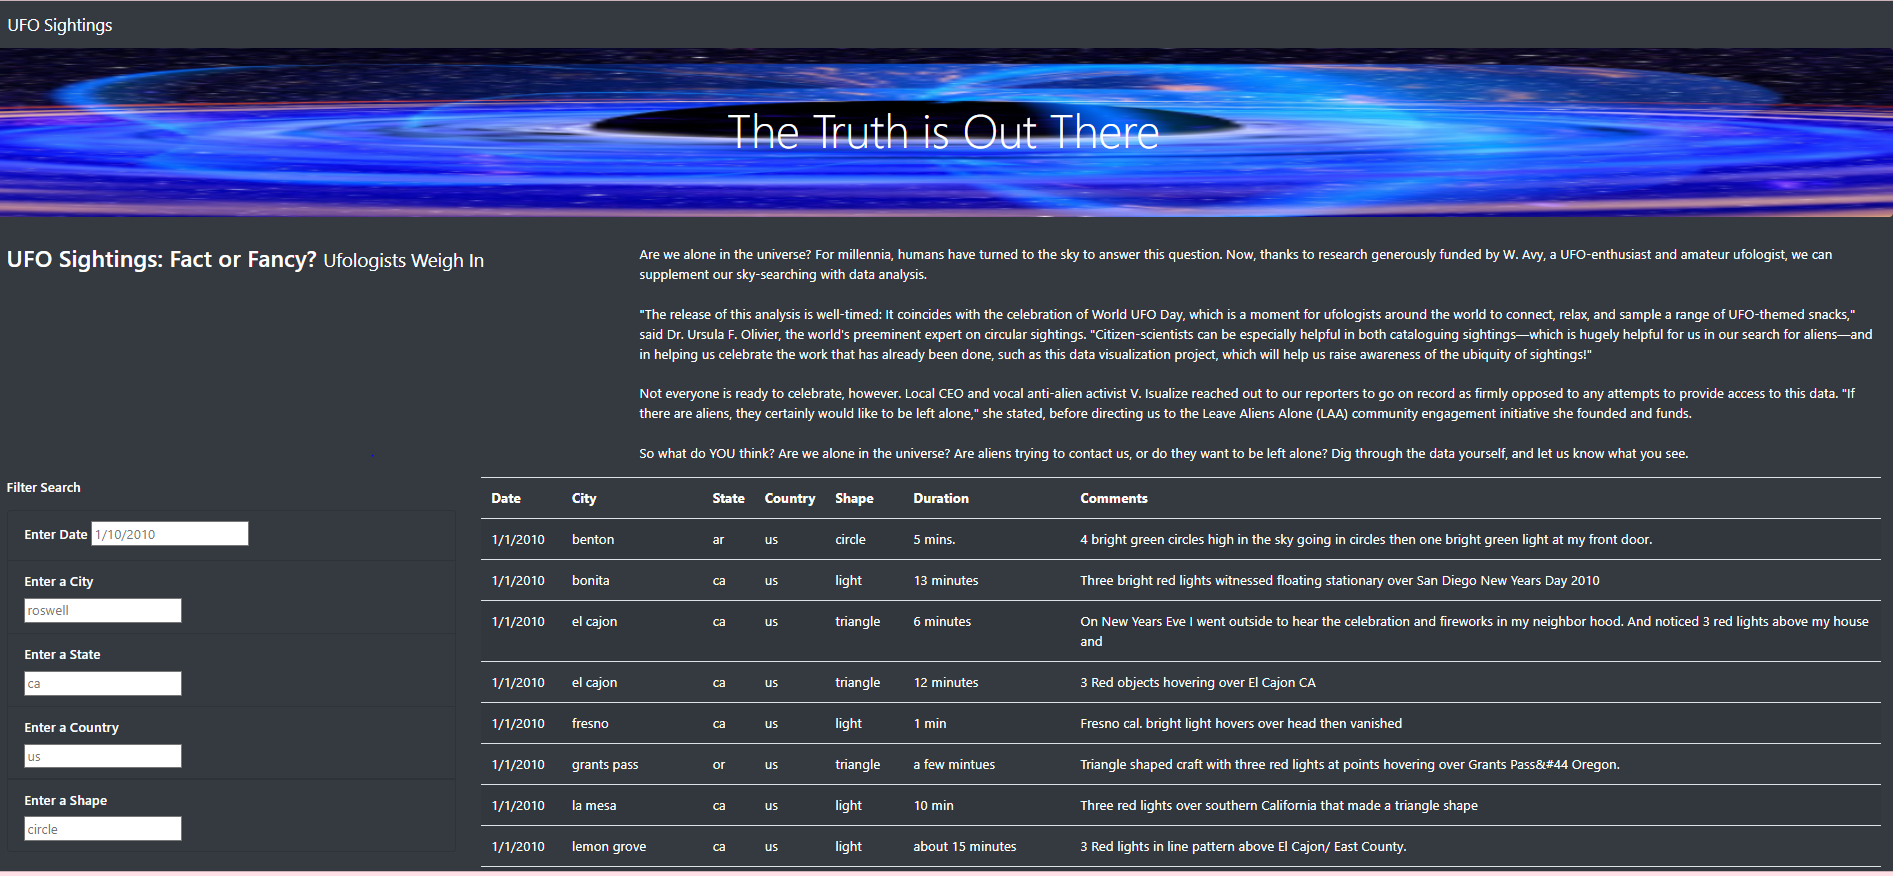 UFO Sightings
The Truth is Out There
UFO Sightings: Fact or Fancy? Ufologists Weigh In
Are we alone in the universe? For millennia, humans have turned to the sky to answer this question. Now, thanks to research generously funded by W. Avy, a UFO-enthusiast and amateur ufologist, we can
supplement our sky-searching with data analysis.
"The release of this analysis is well-timed: It coincides with the celebration of World UFO Day, which is a moment for ufologists around the world to connect, relax, and sample a range of UFO-themed snacks,"
said Dr. Ursula F. Olivier, the world's preeminent expert on circular sightings. "Citizen-scientists can be especially helpful in both cataloguing sightings—which is hugely helpful for us in our search for aliens—and
in helping us celebrate the work that has already been done, such as this data visualization project, which will help us raise awareness of the ubiquity of sightings!"
Not everyone is ready to celebrate, however. Local CEO and vocal anti-alien activist V. Isualize reached out to our reporters to go on record as firmly opposed to any attempts to provide access to this data. "If
there are aliens, they certainly would like to be left alone," she stated, before directing us to the Leave Aliens Alone (LAA) community engagement initiative she founded and funds.
So what do YOU think? Are we alone in the universe? Are aliens trying to contact us, or do they want to be left alone? Dig through the data yourself, and let us know what you see.
Filter Search
Enter Date 1/10/2010
Enter a City
roswell
Enter a State
ca
Enter a Country
us
Enter a Shape
circle
Date City State Country Shape Duration Comments
1/1/2010 benton ar us circle 5 mins. 4 bright green circles high in the sky going in circles then one bright green light at my front door.
1/1/2010 bonita ca us light 13 minutes Three bright red lights witnessed floating stationary over San Diego New Years Day 2010
1/1/2010 el cajon ca us triangle 6 minutes On New Years Eve I went outside to hear the celebration and fireworks in my neighbor hood. And noticed 3 red lights above my house
and
1/1/2010 el cajon ca us triangle 12 minutes 3 Red objects hovering over El Cajon CA
1/1/2010 fresno ca us light 1 min Fresno cal. bright light hovers over head then vanished
1/1/2010 grants pass or us triangle a few mintues Triangle shaped craft with three red lights at points hovering over Grants Pass&#44 Oregon.
1/1/2010 la mesa ca us light 10 min Three red lights over southern California that made a triangle shape
1/1/2010 lemon grove ca us light about 15 minutes 3 Red lights in line pattern above El Cajon/ East County.